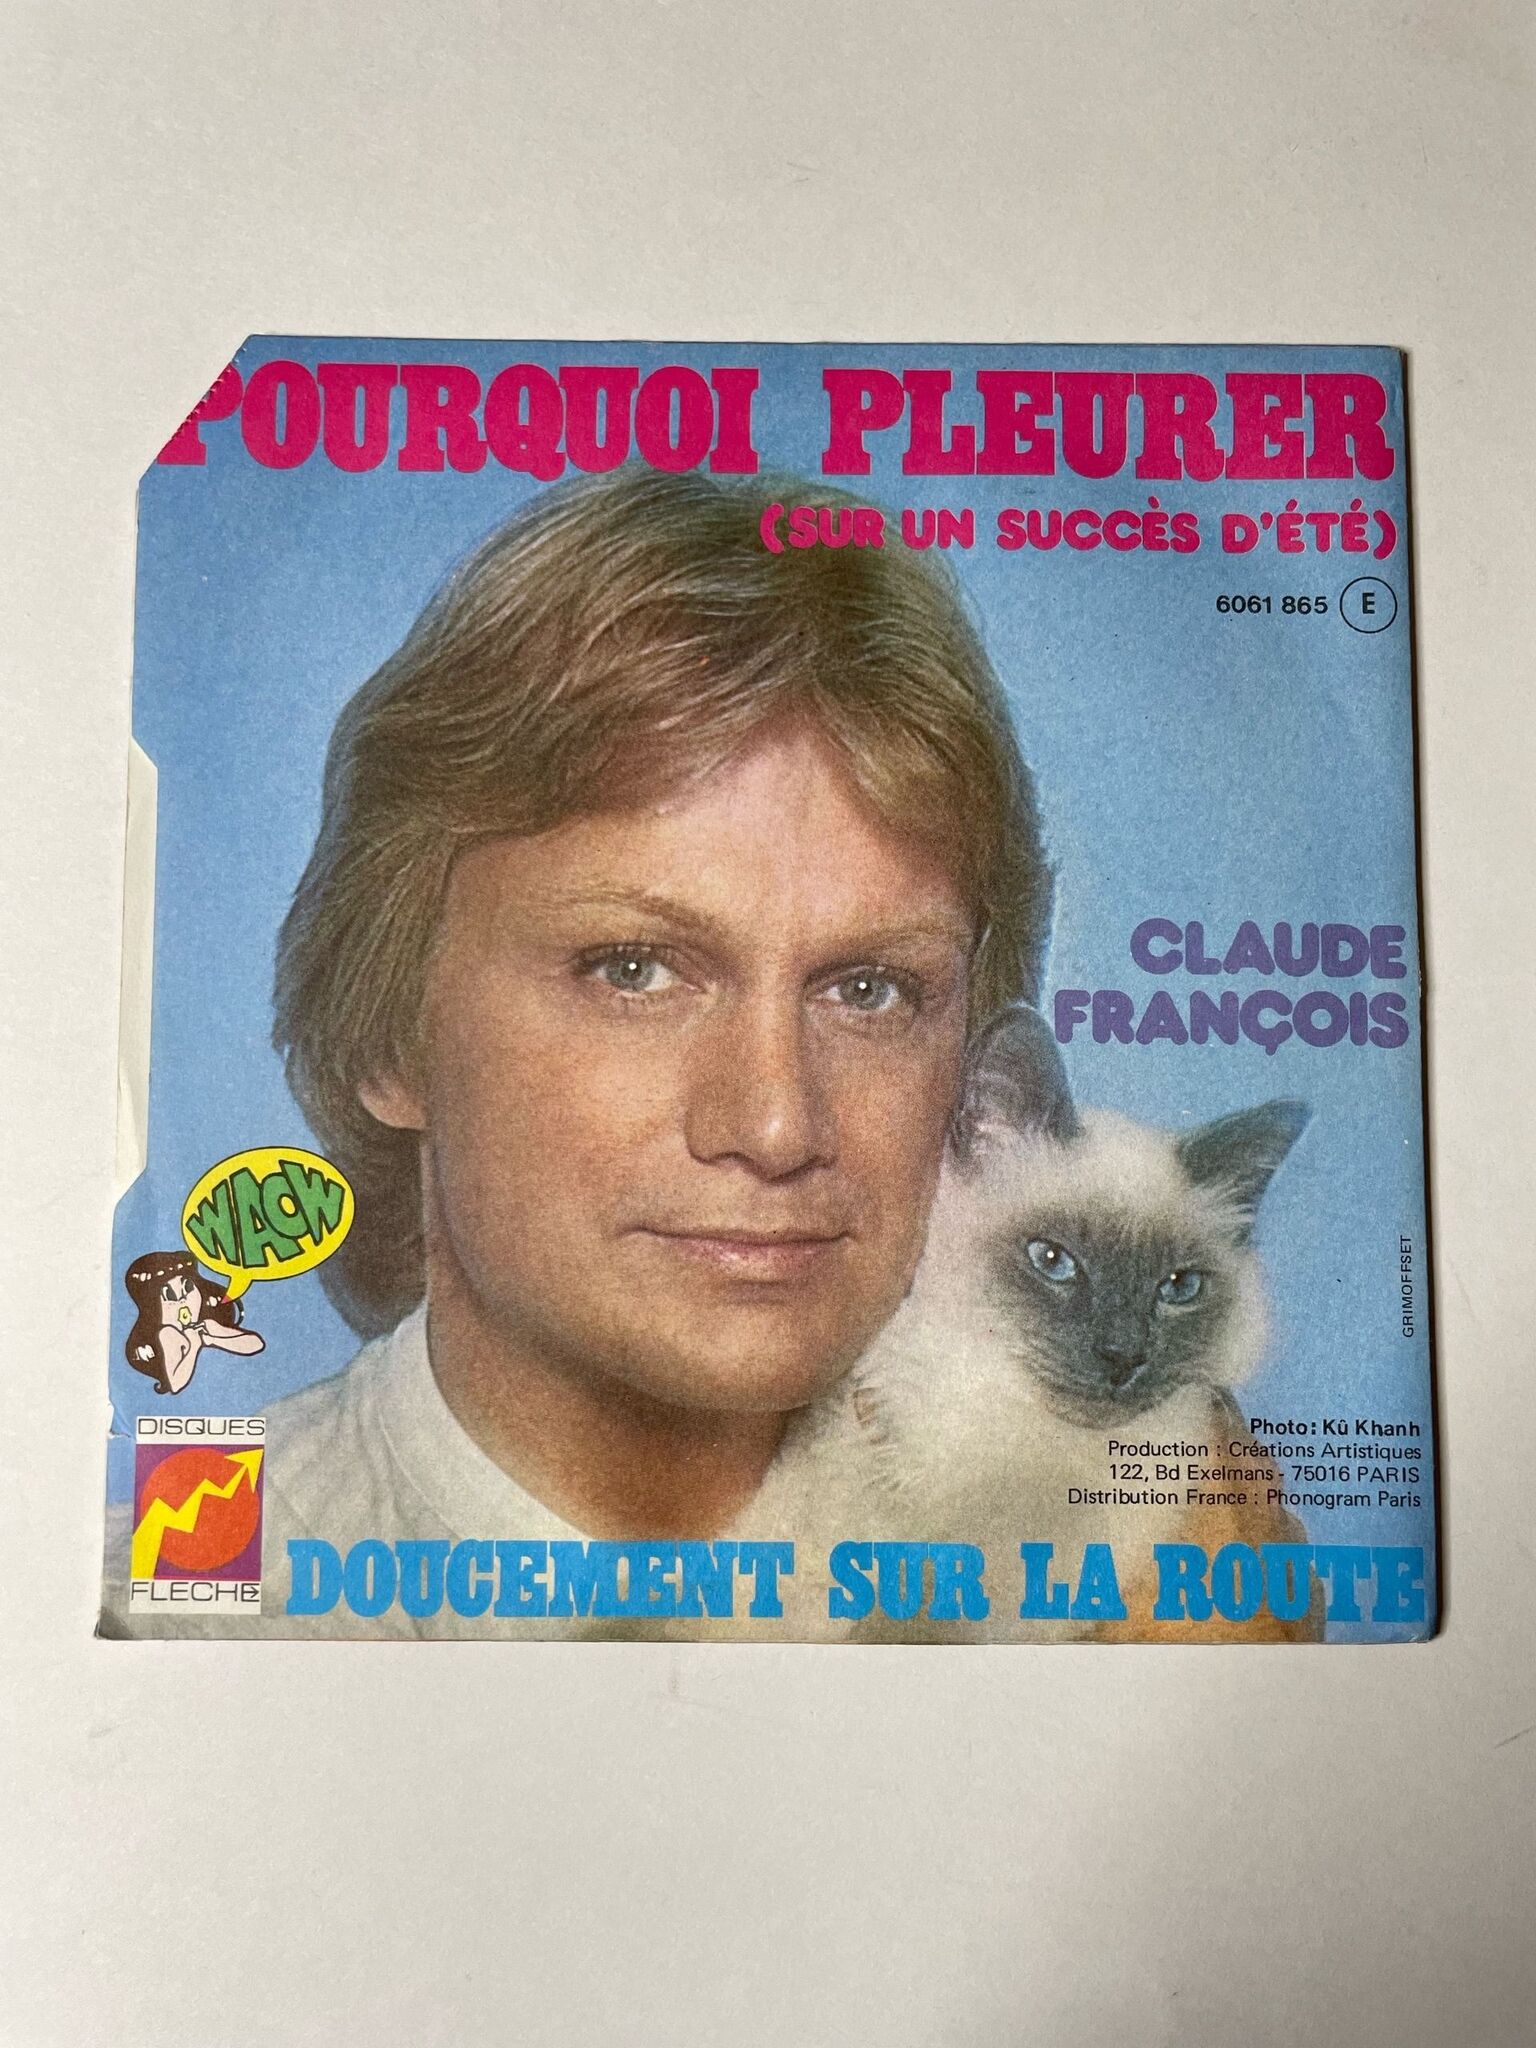 POURQUOI PLEURER
(SUR UN SUCCÈS D'ÉTÉ)
6061 865 E
CLAUDE
FRANÇOIS
WACW
GRIMOFFSET
Photo: Kû Khanh
Production : Créations Artistiques
122, Bd Exelmans - 75016 PARIS
Distribution France : Phonogram Paris
DISQUES
FLECHE
DOUCEMENT SUR LA ROUTE